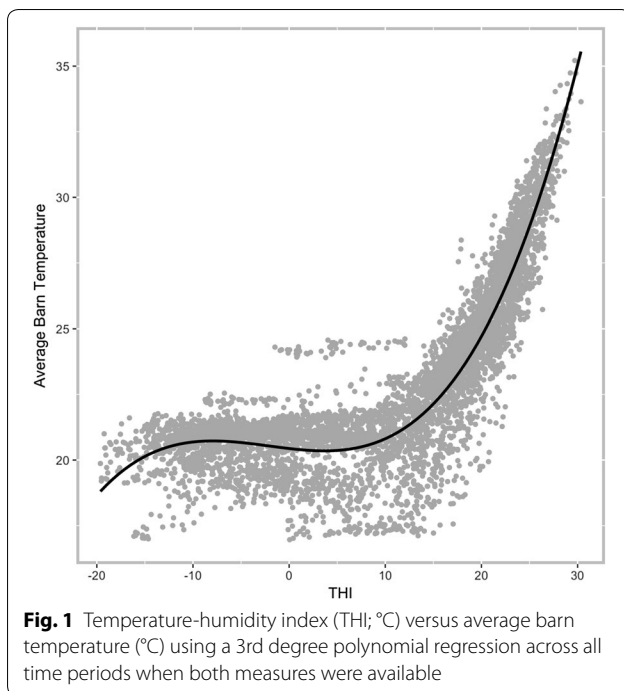 35
30
25
20
Average Barn Temperature
-20 -10 0 10 20 30
THI
Fig. 1 Temperature-humidity index (THI; °C) versus average barn
temperature (°C) using a 3rd degree polynomial regression across all
time periods when both measures were available